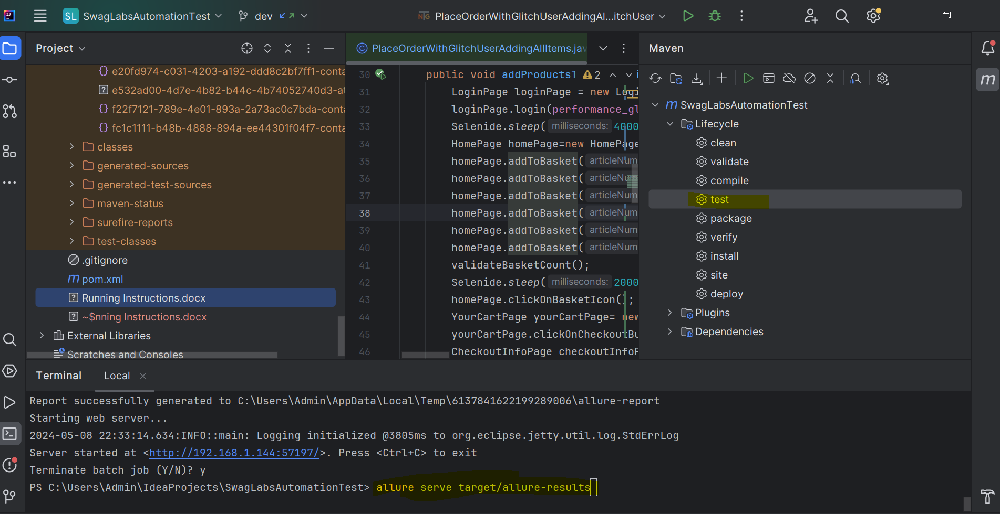 SL SwagLabsAutomationTest dev PlaceOrderWithGlitchUserAddingAl...itchUser
Project
e20fd974-c031-4203-a192-ddd8c2bf7ff1-conta
e532ad00-4d7e-4b82-b44c-4b74052740d3-at
f22f7121-789e-4e01-893a-2a73ac0c7bda-conta
fc1c1111-b48b-4888-894a-ee44301f04f7-conta
classes
generated-sources
generated-test-sources
maven-status
surefire-reports
test-classes
.gitignore
pom.xml
Running Instructions.docx
~$nning Instructions.docx
External Libraries
Scratches and Consoles
PlaceOrderWithGlitchUserAddingAllItems.jav
30 public void addProductsT 2
31 LoginPage loginPage = new Logi
32 loginPage.login(performance_gl
33 Selenide.sleep( milliseconds: 4000
34 HomePage homePage=new HomePage
35 homePage.addToBasket( articleNum
36 homePage.addToBasket( articleNum
37 homePage.addToBasket( articleNum
38 homePage.addToBasket( articleNum
39 homePage.addToBasket( articleNum
40 homePage.addToBasket( articleNum
41 validateBasketCount();
42 Selenide.sleep( milliseconds: 2000
43 homePage.clickOnBasketIcon();
44 YourCartPage yourCartPage= new
45 yourCartPage.clickOnCheckoutBu
46 CheckoutInfoPage checkoutInfoP
Maven
SwagLabsAutomationTest
Lifecycle
clean
validate
compile
test
package
verify
install
site
deploy
Plugins
Dependencies
Terminal Local
Report successfully generated to C:\Users\Admin\AppData\Local\Temp\6137841622199289006\allure-report
Starting web server...
2024-05-08 22:33:14.634:INFO::main: Logging initialized @3805ms to org.eclipse.jetty.util.log.StdErrLog
Server started at <http://192.168.1.144:57197/>. Press <Ctrl+C> to exit
Terminate batch job (Y/N)? y
PS C:\Users\Admin\IdeaProjects\SwagLabsAutomationTest> allure serve target/allure-results